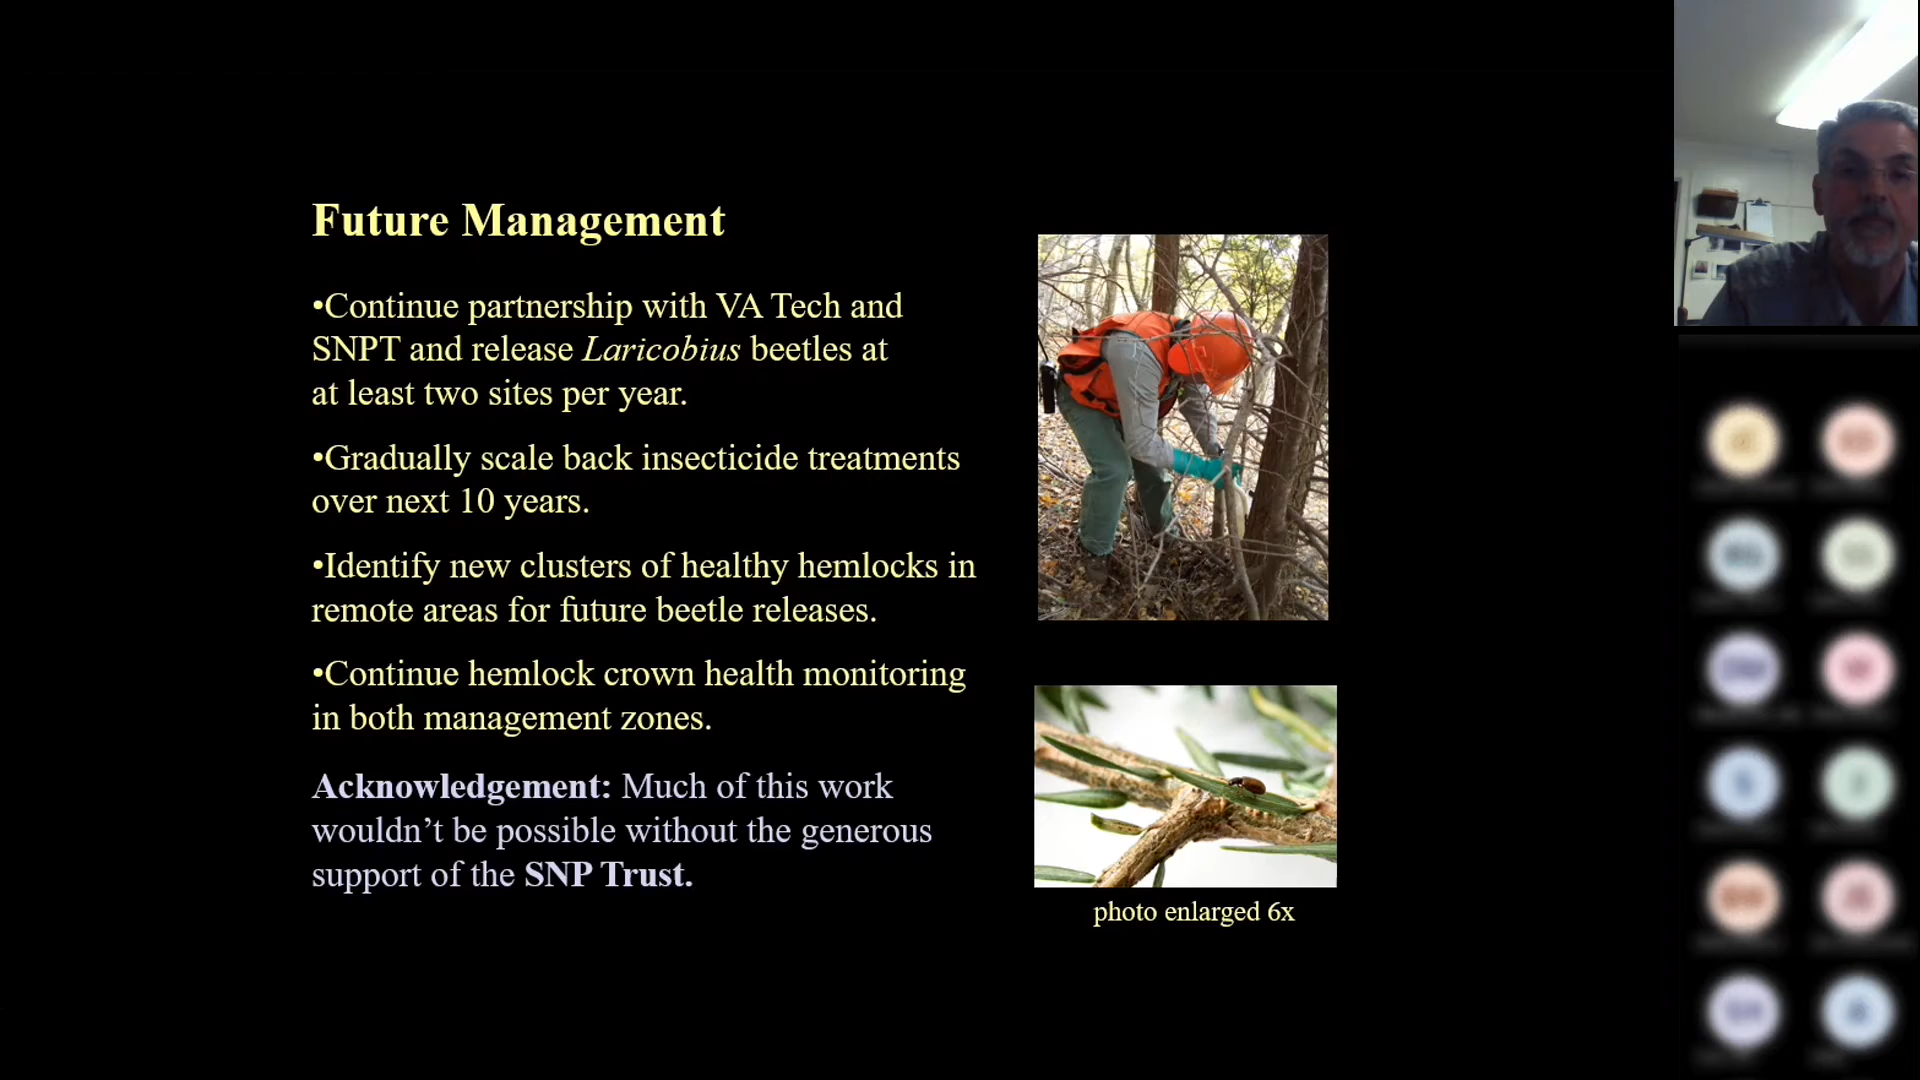 Future Management
•Continue partnership with VA Tech and
SNPT and release Laricobius beetles at
at least two sites per year.
•Gradually scale back insecticide treatments
over next 10 years.
•Identify new clusters of healthy hemlocks in
remote areas for future beetle releases.
•Continue hemlock crown health monitoring
in both management zones.
Acknowledgement: Much of this work
wouldn’t be possible without the generous
support of the SNP Trust.
photo enlarged 6x